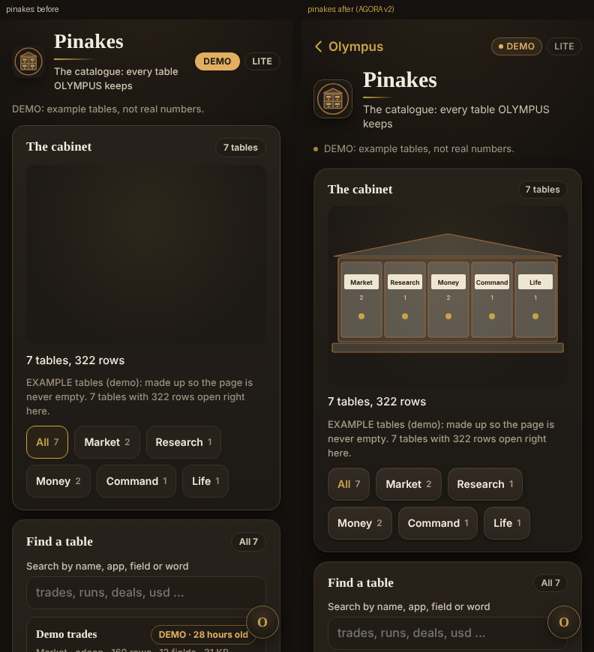 pinakes before
Pinakes
The catalogue: every table
OLYMPUS keeps
DEMO
LITE
DEMO: example tables, not real numbers.
The cabinet
7 tables
7 tables, 322 rows
EXAMPLE tables (demo): made up so the page is
never empty. 7 tables with 322 rows open right
here.
All 7
Market 2
Research 1
Money 2
Command 1
Life 1
Find a table
All 7
Search by name, app, field or word
trades, runs, deals, usd ...
Demo trades
DEMO · 28 hours old
O
pinakes after (AGORA v2)
Olympus
DEMO
LITE
Pinakes
The catalogue: every table OLYMPUS
keeps
DEMO: example tables, not real numbers.
The cabinet
7 tables
Market
Research
Money
Command
Life
2
1
2
1
1
7 tables, 322 rows
EXAMPLE tables (demo): made up so the page is
never empty. 7 tables with 322 rows open right
here.
All 7
Market 2
Research 1
Money 2
Command 1
Life 1
Find a table
All 7
Search by name, app, field or word
trades, runs, deals, usd ...
O